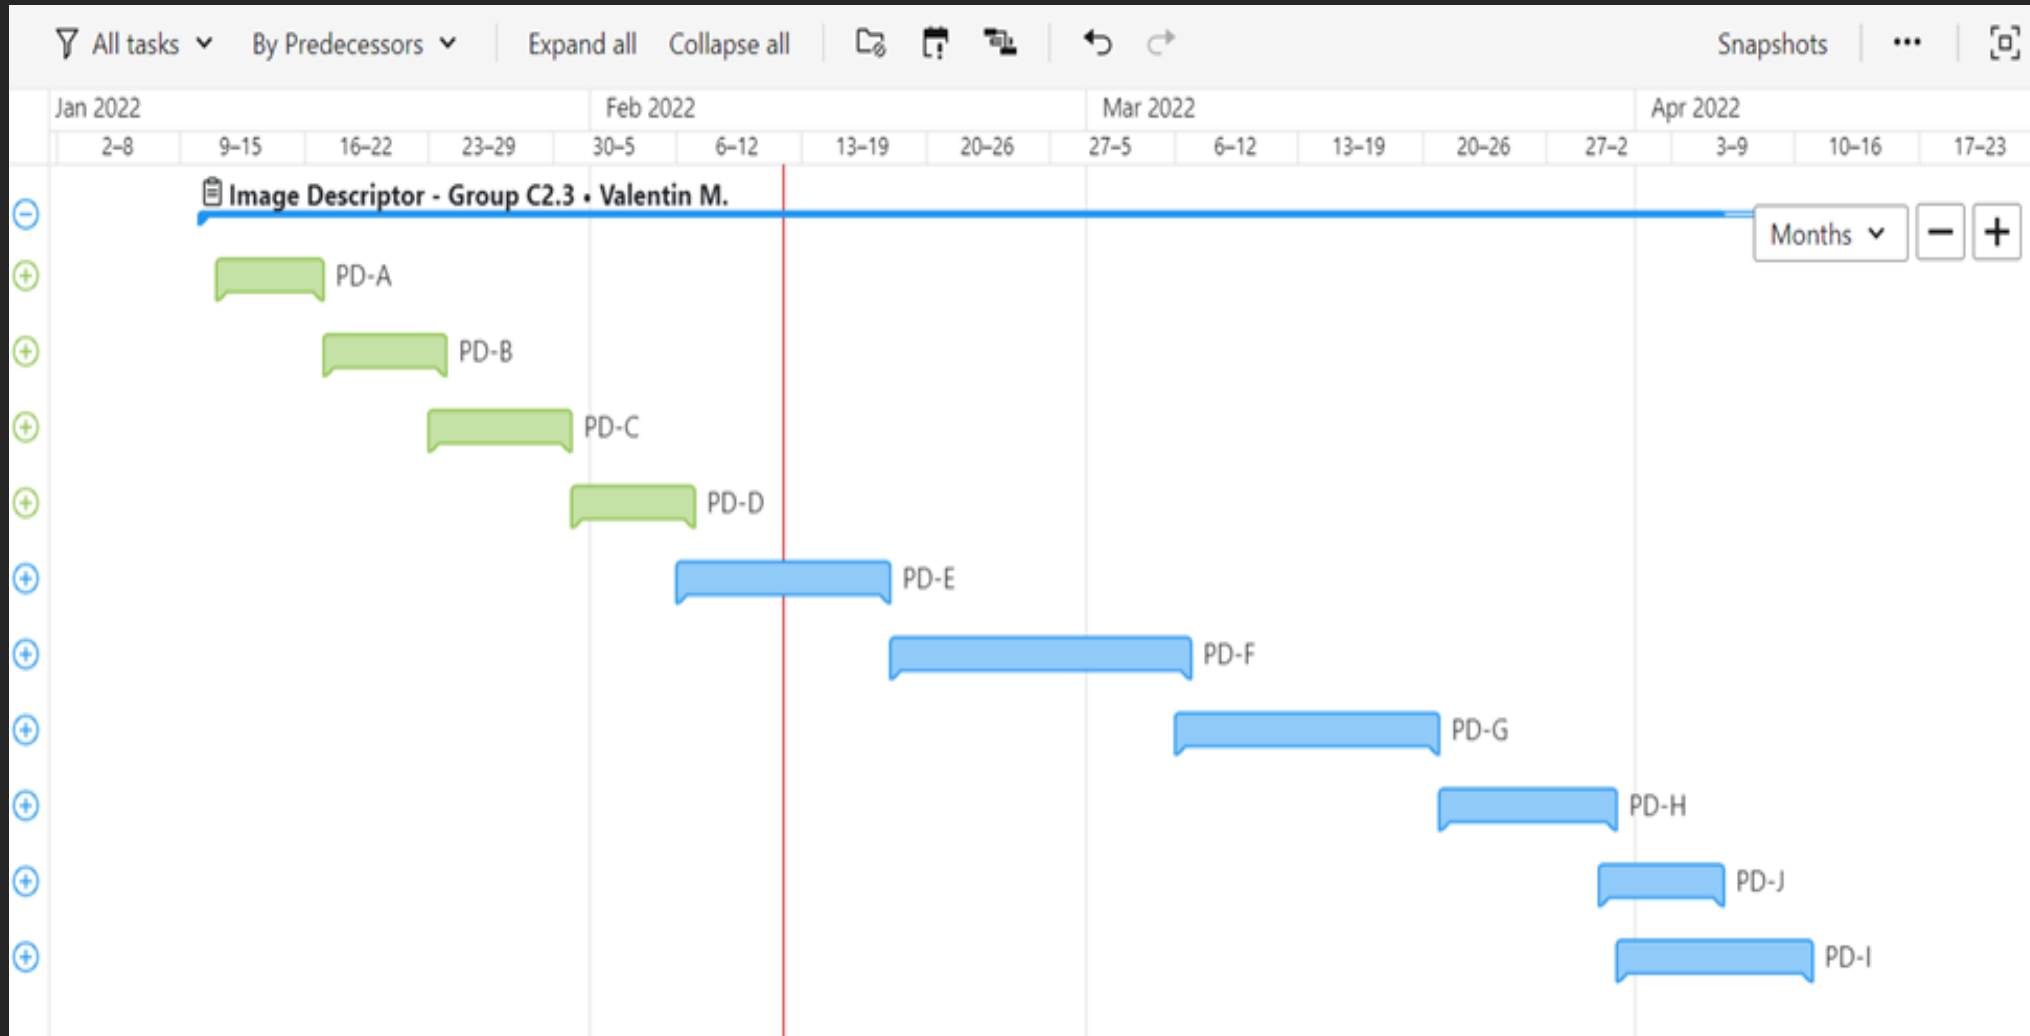 All tasks By Predecessors Expand all Collapse all Snapshots
Jan 2022 Feb 2022 Mar 2022 Apr 2022
2–8 9–15 16–22 23–29 30–5 6–12 13–19 20–26 27–5 6–12 13–19 20–26 27–2 3–9 10–16 17–23
Image Descriptor - Group C2.3 • Valentin M.
Months
PD-A
PD-B
PD-C
PD-D
PD-E
PD-F
PD-G
PD-H
PD-J
PD-I